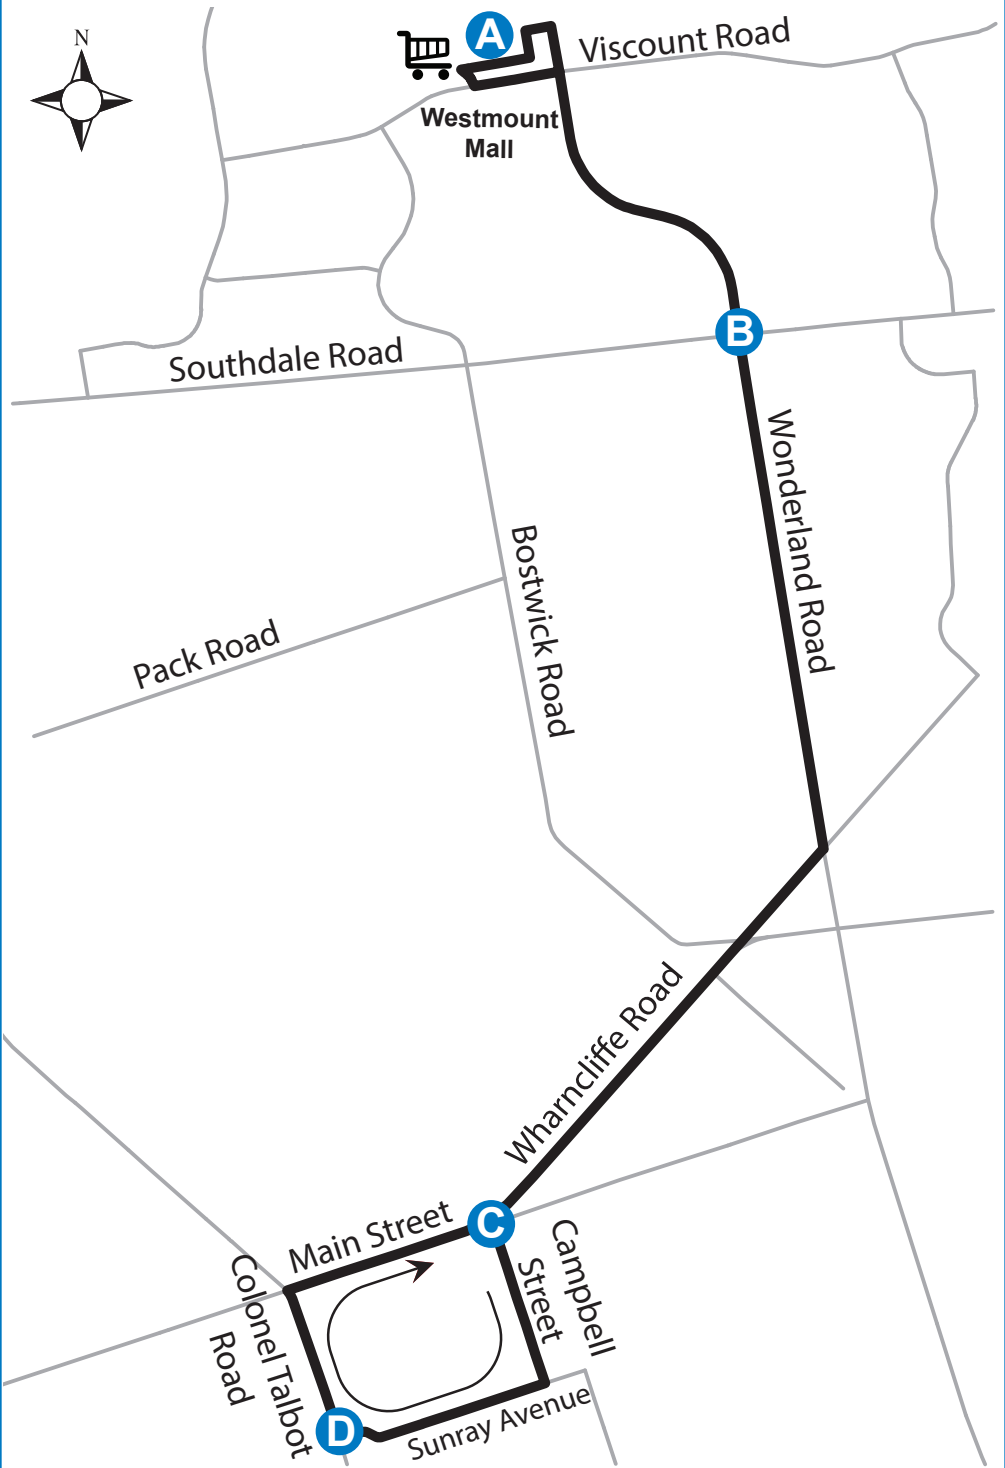 N
A
Viscount Road
Westmount
Mall
B
Southdale Road
Wonderland Road
Bostwick Road
Pack Road
Wharncliffe Road
C
Main Street
Campbell
Street
Colonel Talbot
Road
D
Sunray Avenue